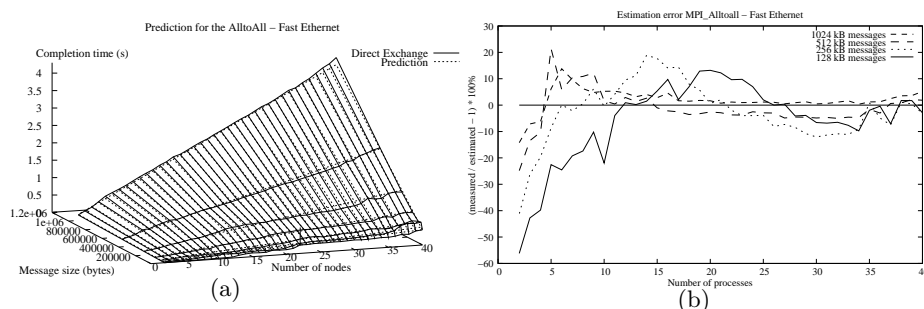 Prediction for the AlltoAll – Fast Ethernet
Completion time (s)
Direct Exchange
Prediction
4
3.5
3
2.5
2
1.5
1
0.5
0
1.2e+06
1e+06
800000
600000
400000
200000
Message size (bytes)
0
5
10
15
20
25
30
35
40
Number of nodes
(a)
Estimation error MPI_Alltoall – Fast Ethernet
1024 kB messages
512 kB messages
256 kB messages
128 kB messages
(measured / estimated – 1) * 100%
30
20
10
0
−10
−20
−30
−40
−50
−60
0
5
10
15
20
25
30
35
40
Number of processes
(b)